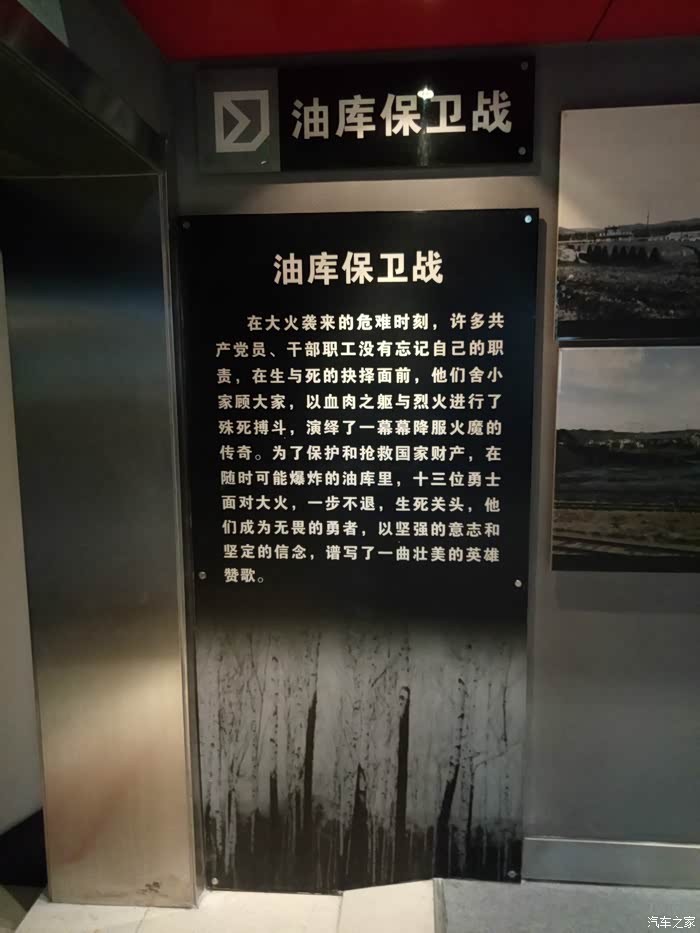 油库保卫战
油库保卫战
在大火袭来的危难时刻，许多共
产党员、干部职工没有忘记自己的职
责，在生与死的抉择面前，他们舍小
家顾大家，以血肉之躯与烈火进行了
殊死搏斗，演绎了一幕幕降服火魔的
传奇。为了保护和抢救国家财产，在
随时可能爆炸的油库里，十三位勇士
面对大火，一步不退，生死关头，他
们成为无畏的勇者，以坚强的意志和
坚定的信念，谱写了一曲壮美的英雄
赞歌。
汽车之家